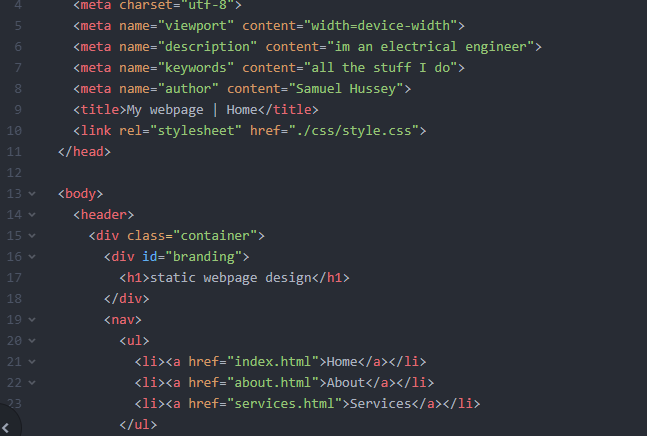 4 <meta charset="utf-8">
5 <meta name="viewport" content="width=device-width">
6 <meta name="description" content="im an electrical engineer">
7 <meta name="keywords" content="all the stuff I do">
8 <meta name="author" content="Samuel Hussey">
9 <title>My webpage | Home</title>
10 <link rel="stylesheet" href="./css/style.css">
11 </head>
12
13 <body>
14 <header>
15 <div class="container">
16 <div id="branding">
17 <h1>static webpage design</h1>
18 </div>
19 <nav>
20 <ul>
21 <li><a href="index.html">Home</a></li>
22 <li><a href="about.html">About</a></li>
23 <li><a href="services.html">Services</a></li>
</ul>